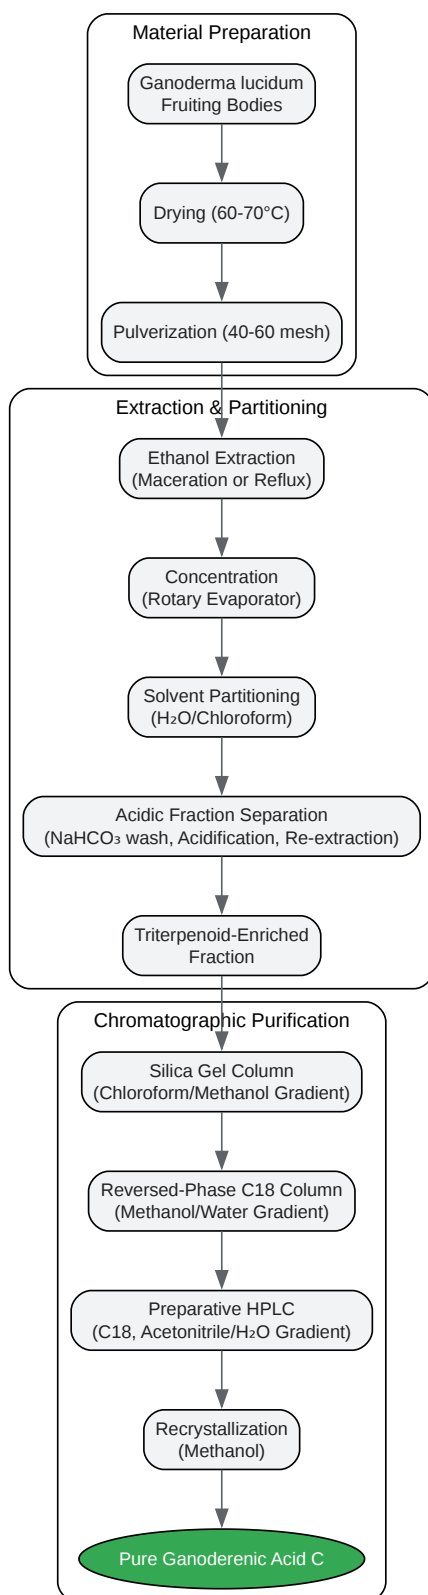 Material Preparation
Ganoderma lucidum
Fruiting Bodies
Drying (60-70°C)
Pulverization (40-60 mesh)
Extraction & Partitioning
Ethanol Extraction
(Maceration or Reflux)
Concentration
(Rotary Evaporator)
Solvent Partitioning
(H₂O/Chloroform)
Acidic Fraction Separation
(NaHCO₃ wash, Acidification, Re-extraction)
Triterpenoid-Enriched
Fraction
Chromatographic Purification
Silica Gel Column
(Chloroform/Methanol Gradient)
Reversed-Phase C18 Column
(Methanol/Water Gradient)
Preparative HPLC
(C18, Acetonitrile/H₂O Gradient)
Recrystallization
(Methanol)
Pure Ganoderenic Acid C